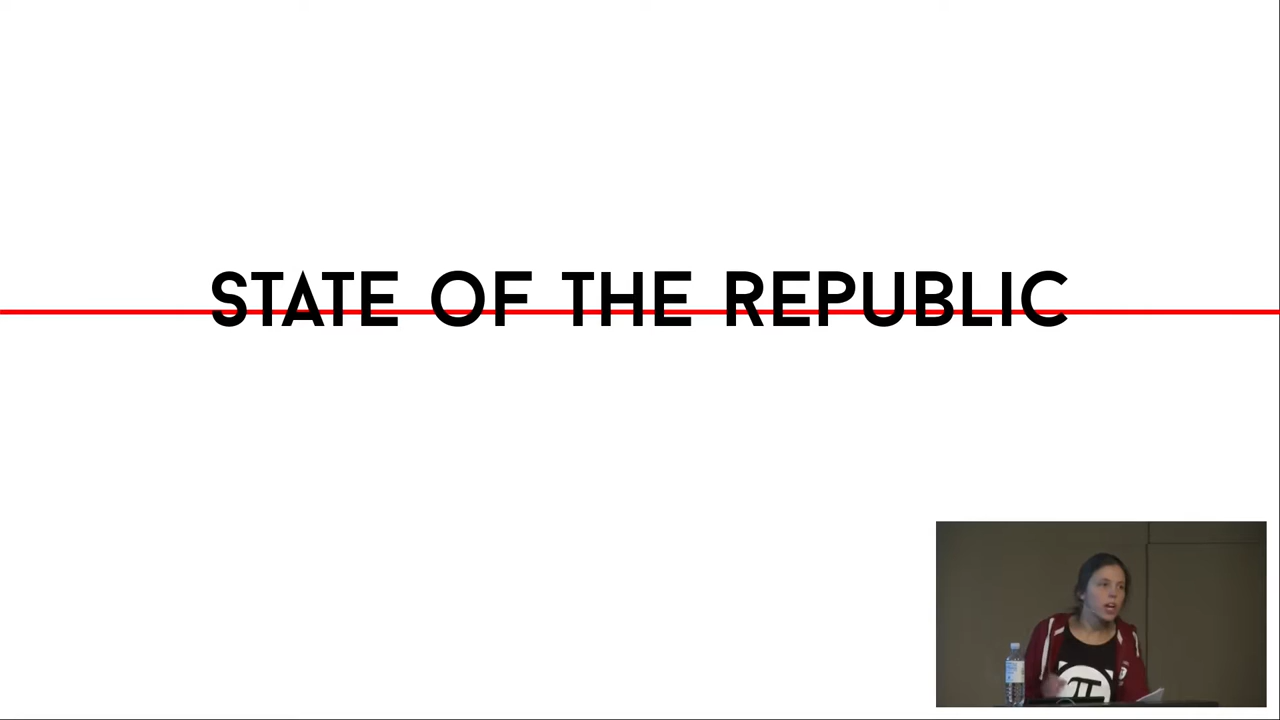 STATE OF THE REPUBLIC
π